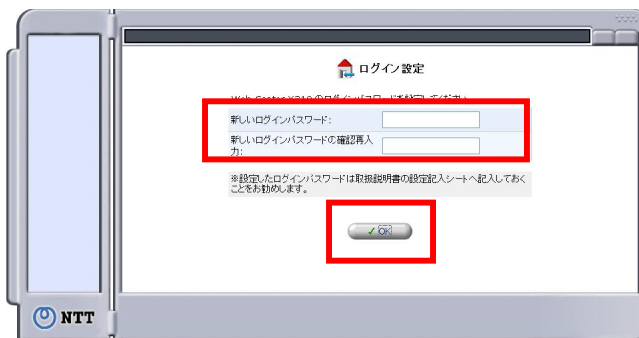 ログイン設定
新しいログインパスワード:
新しいログインパスワードの確認再入
力:
※設定したログインパスワードは取扱説明書の設定記入シートへ記入しておく
ことをお勧めします。
OK
NTT